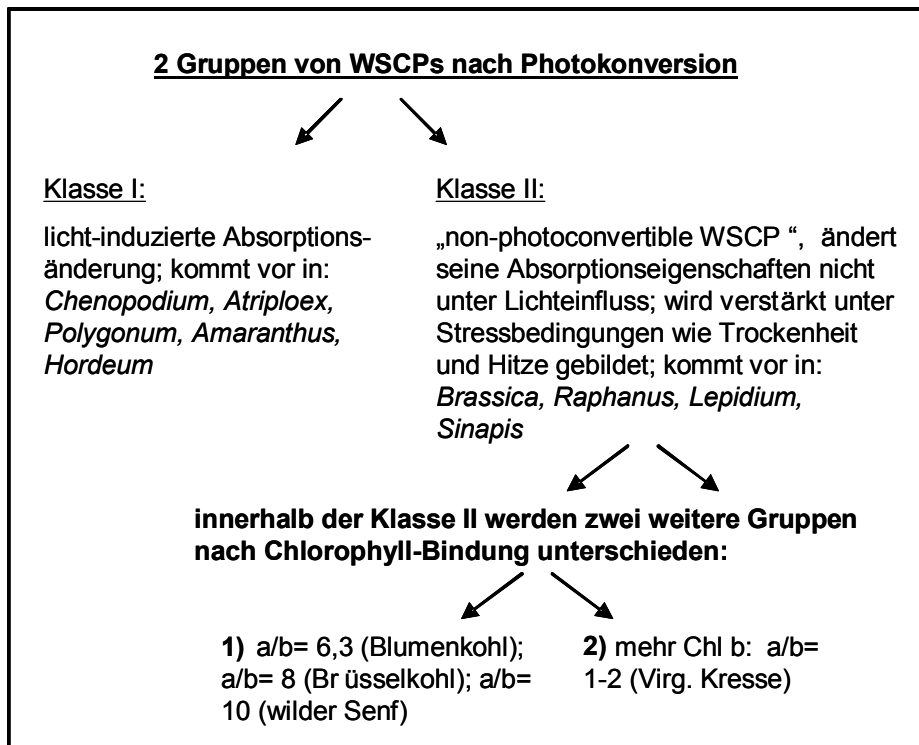 2 Gruppen von WSCPs nach Photokonversion
Klasse I:
licht-induzierte Absorptions-
änderung; kommt vor in:
Chenopodium, Atriploex,
Polygonum, Amaranthus,
Hordeum
Klasse II:
„non-photoconvertible WSCP “, ändert
seine Absorptionseigenschaften nicht
unter Lichteinfluss; wird verstärkt unter
Stressbedingungen wie Trockenheit
und Hitze gebildet; kommt vor in:
Brassica, Raphanus, Lepidium,
Sinapis
innerhalb der Klasse II werden zwei weitere Gruppen
nach Chlorophyll-Bindung unterschieden:
1) a/b= 6,3 (Blumenkohl);
a/b= 8 (Br üsselkohl); a/b=
10 (wilder Senf)
2) mehr Chl b: a/b=
1-2 (Virg. Kresse)